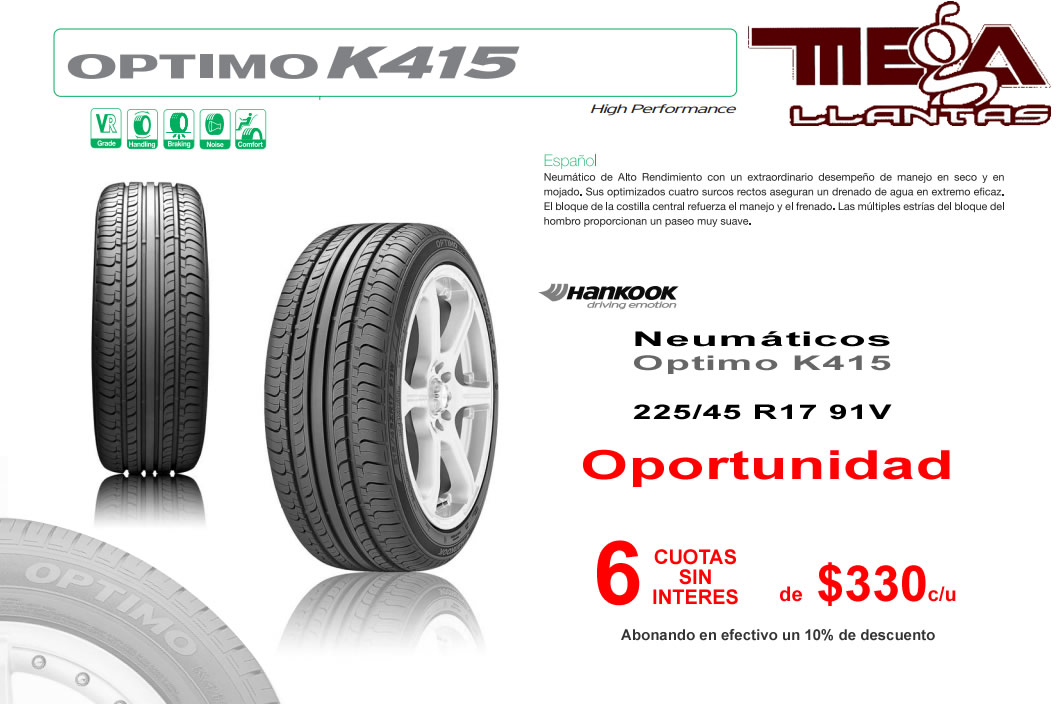 OPTIMO K415
MEGA
LLANTAS
High Performance
VR
Grade
Handling
Braking
Noise
Comfort
Español
Neumático de Alto Rendimiento con un extraordinario desempeño de manejo en seco y en
mojado. Sus optimizados cuatro surcos rectos aseguran un drenado de agua en extremo eficaz.
El bloque de la costilla central refuerza el manejo y el frenado. Las múltiples estrías del bloque del
hombro proporcionan un paseo muy suave.
OPTIMO
HANKOOK
driving emotion
Neumáticos
Optimo K415
225/45 R17 91V
Oportunidad
HANKOOK
6 CUOTAS
SIN
INTERES
de $330c/u
Abonando en efectivo un 10% de descuento
OPTIMO